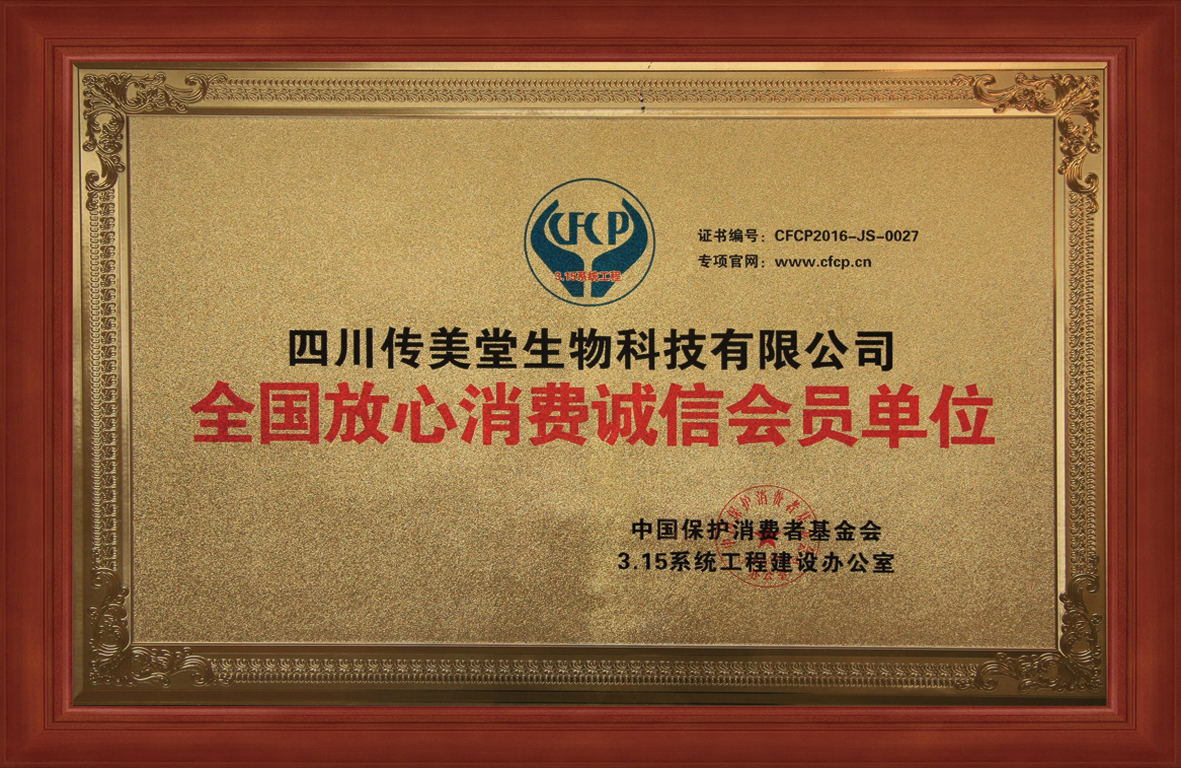 CFCP
3.15系统工程
证书编号：CFCP2016-JS-0027
专项官网：www.cfcp.cn
四川传美堂生物科技有限公司
全国放心消费诚信会员单位
中国保护消费者基金会
3.15系统工程建设办公室